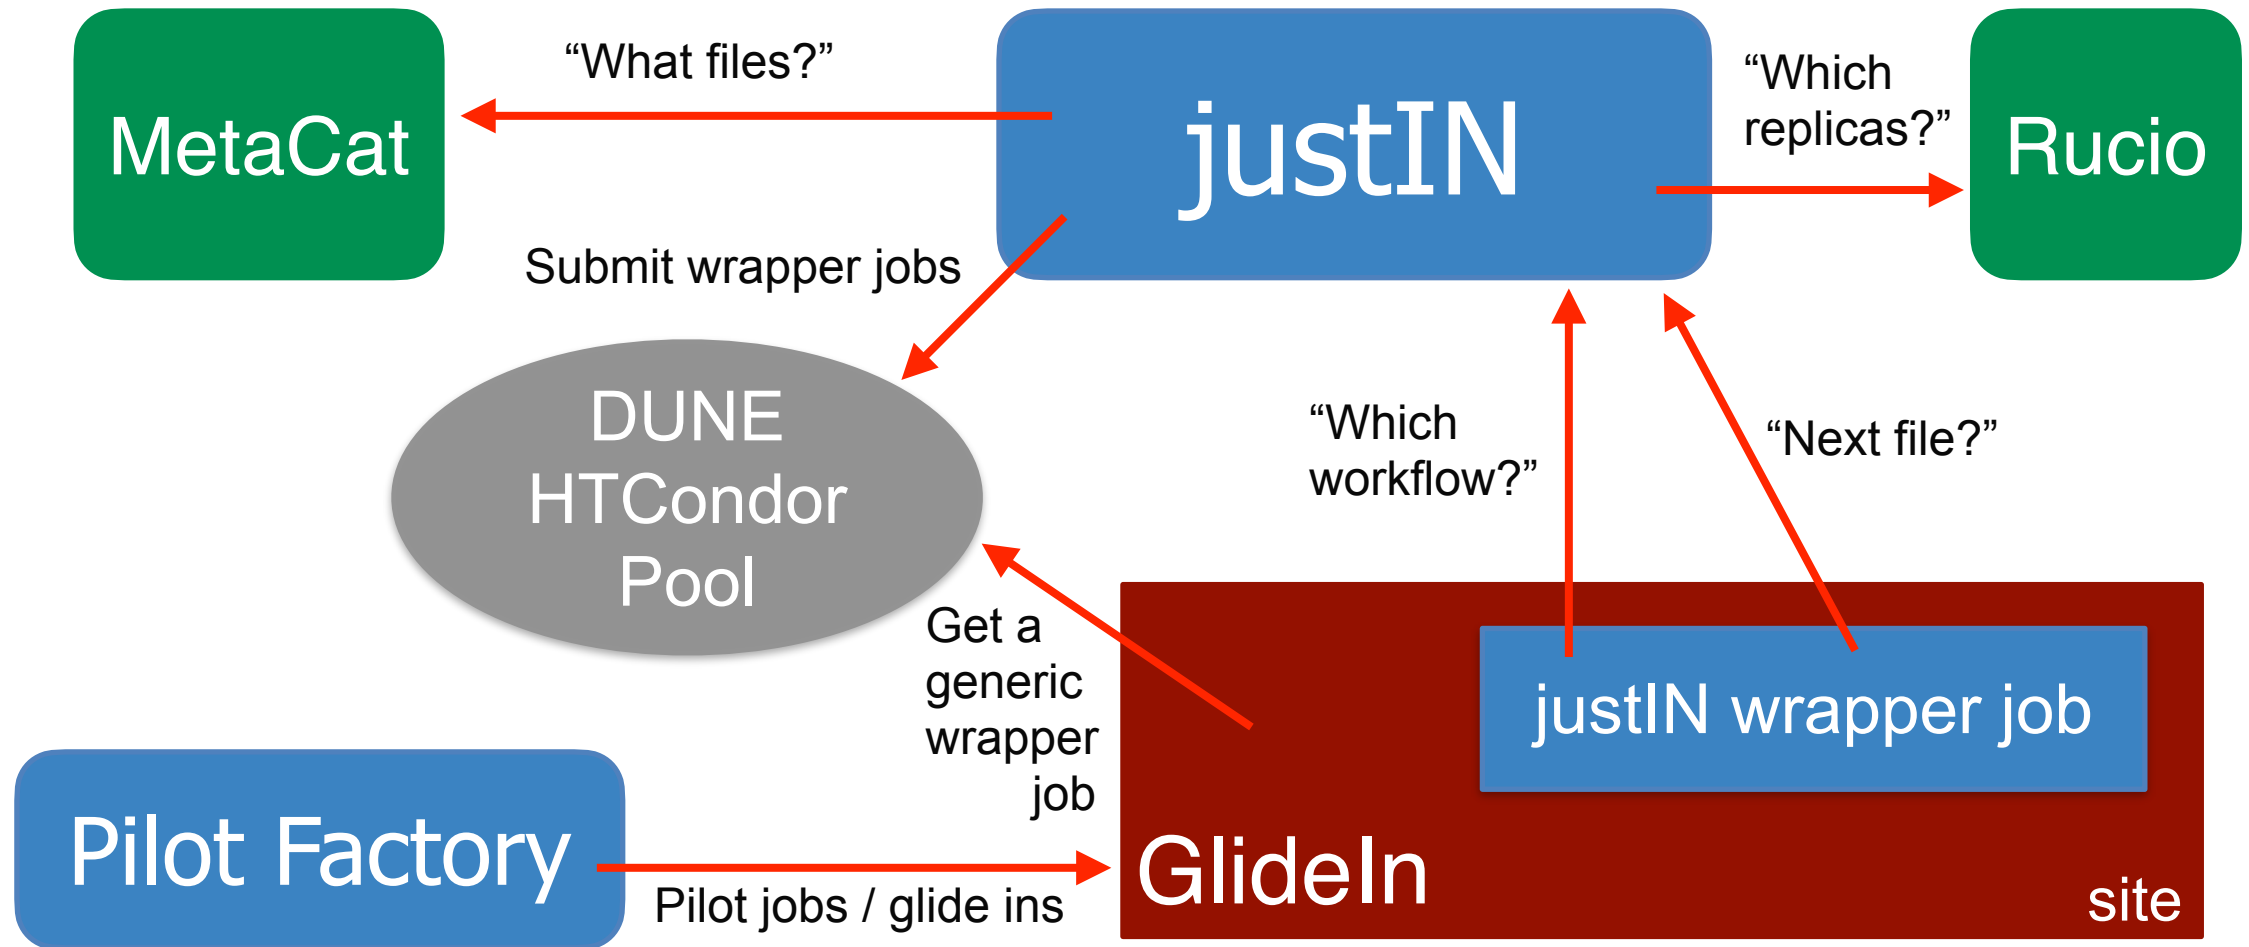 “What files?”
MetaCat
justIN
“Which
replicas?”
Rucio
Submit wrapper jobs
DUNE
HTCondor
Pool
“Which
workflow?”
“Next file?”
Get a
generic
wrapper
job
justIN wrapper job
Pilot Factory
Pilot jobs / glide ins
GlideIn
site